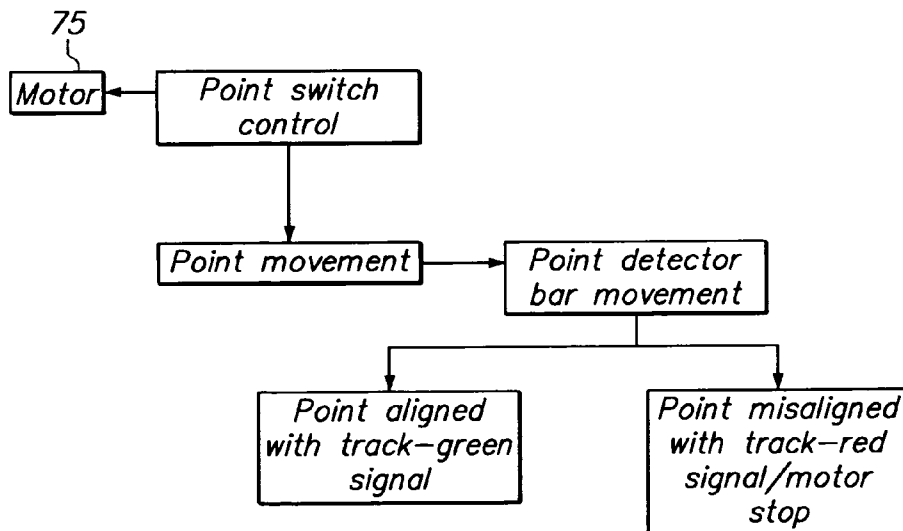 75
Motor
Point switch
control
Point movement
Point detector
bar movement
Point aligned
with track-green
signal
Point misaligned
with track-red
signal/motor
stop